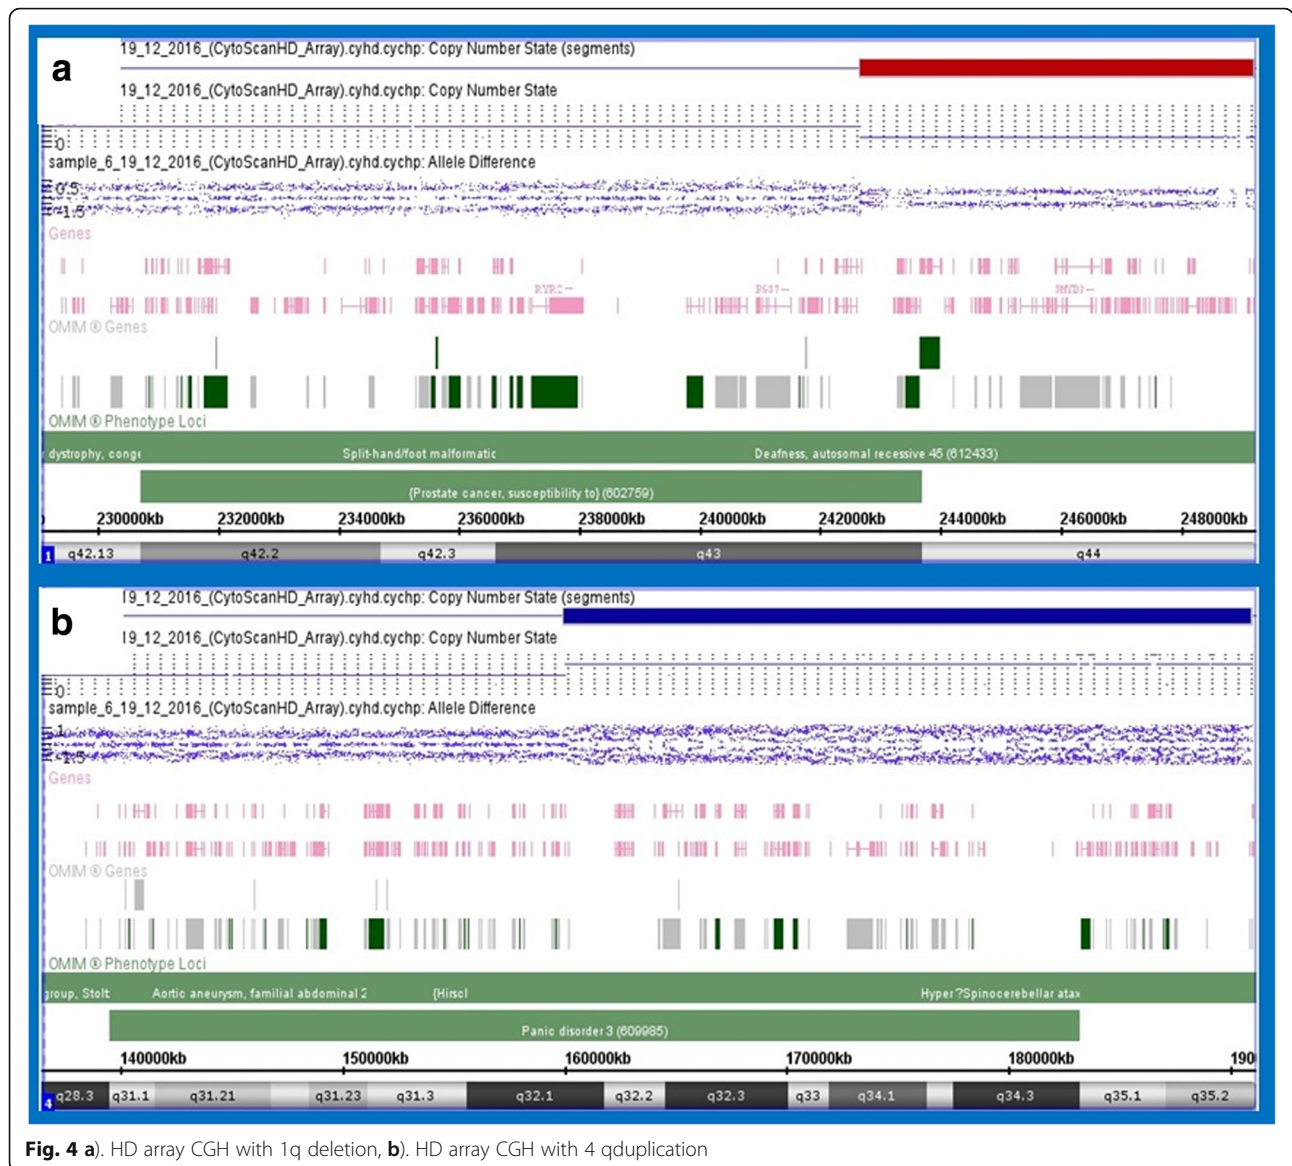 a
19_12_2016_(CytoScanHD_Array).cyhd.cychp: Copy Number State (segments)
19_12_2016_(CytoScanHD_Array).cyhd.cychp: Copy Number State
0
sample_6_19_12_2016_(CytoScanHD_Array).cyhd.cychp: Allele Difference
0.5
-1.5
Genes
RYR2 RGS7 SMYD3
OMIM ® Genes
OMIM ® Phenotype Loci
dystrophy, conge Split-hand/foot malformatic Deafness, autosomal recessive 45 (612433)
{Prostate cancer, susceptibility to} (602759)
230000kb 232000kb 234000kb 236000kb 238000kb 240000kb 242000kb 244000kb 246000kb 248000kb
1 q42.13 q42.2 q42.3 q43 q44
b
19_12_2016_(CytoScanHD_Array).cyhd.cychp: Copy Number State (segments)
19_12_2016_(CytoScanHD_Array).cyhd.cychp: Copy Number State
0
sample_6_19_12_2016_(CytoScanHD_Array).cyhd.cychp: Allele Difference
1
-1.5
Genes
OMIM ® Genes
OMIM ® Phenotype Loci
group, Stolt Aortic aneurysm, familial abdominal 2 {Hirscl Hyper ?Spinocerebellar atax
Panic disorder 3 (609985)
140000kb 150000kb 160000kb 170000kb 180000kb 190
4 q28.3 q31.1 q31.21 q31.23 q31.3 q32.1 q32.2 q32.3 q33 q34.1 q34.3 q35.1 q35.2
Fig. 4 a). HD array CGH with 1q deletion, b). HD array CGH with 4 qduplication